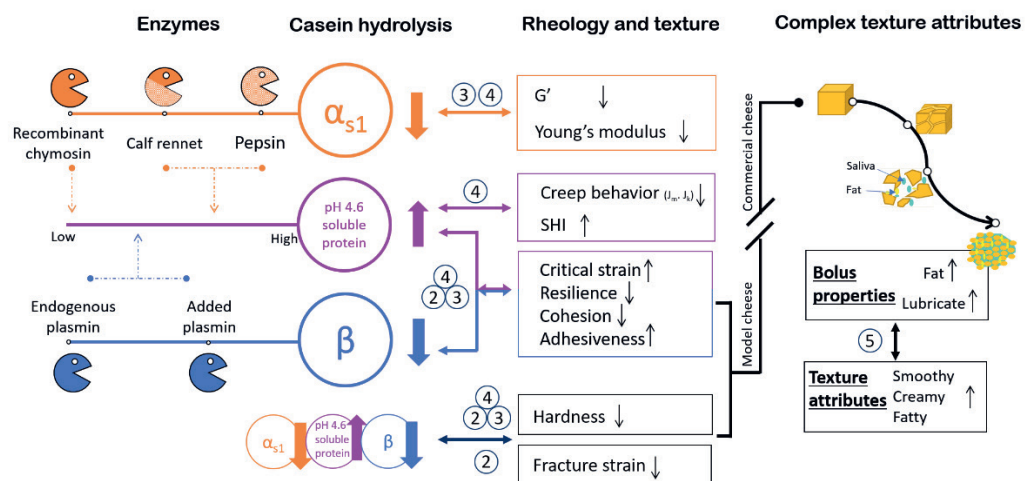 Enzymes
Casein hydrolysis
Rheology and texture
Complex texture attributes
Recombinant
chymosin
Calf rennet
Pepsin
αs1
3 4
G’ ↓
Young’s modulus ↓
Low
High
pH 4.6
soluble
protein
4
Creep behavior (Jm, Jk) ↓
SHI ↑
Endogenous
plasmin
Added
plasmin
β
4
2 3
Critical strain ↑
Resilience ↓
Cohesion ↓
Adhesiveness ↑
αs1
pH 4.6
soluble
protein
β
4
2 3
Hardness ↓
2
Fracture strain ↓
Commercial cheese
Model cheese
Saliva
Fat
Bolus
properties
Fat ↑
Lubricate ↑
5
Texture
attributes
Smoothy
Creamy ↑
Fatty